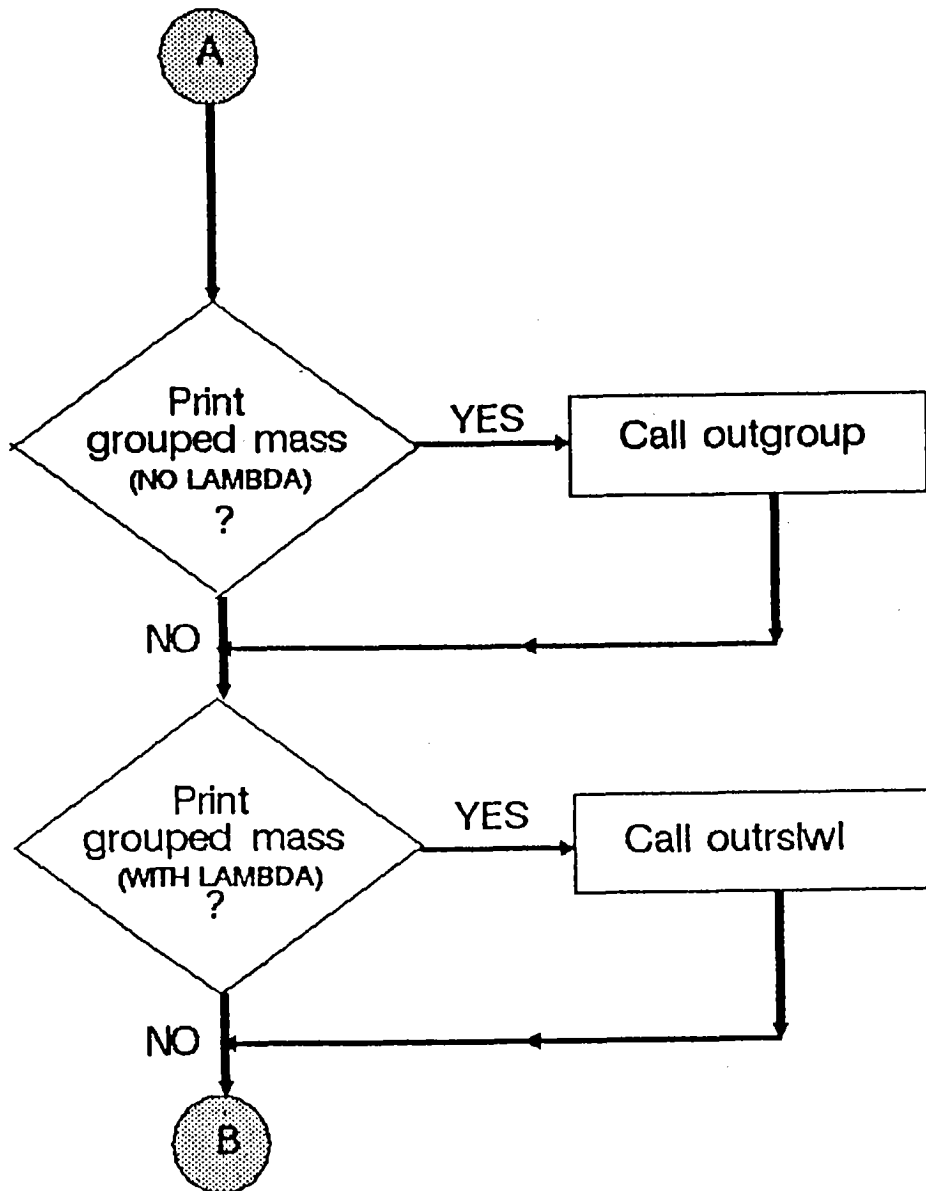 A
Print
grouped mass
(NO LAMBDA)
?
YES
Call outgroup
NO
Print
grouped mass
(WITH LAMBDA)
?
YES
Call outrslwl
NO
B